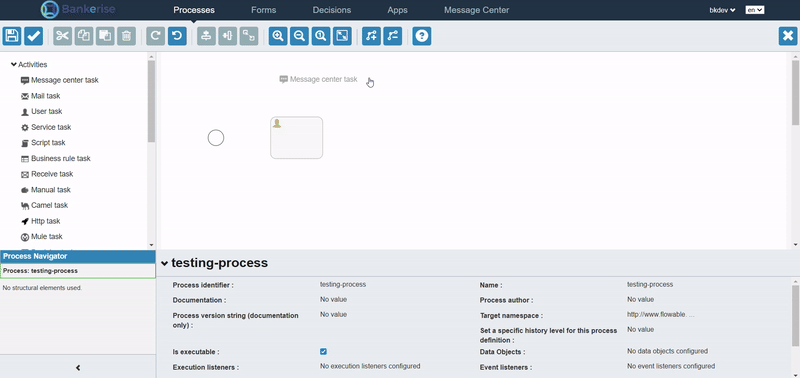 Bankerise
Processes
Forms
Decisions
Apps
Message Center
bkdev
en
Activities
Message center task
Mail task
User task
Service task
Script task
Business rule task
Receive task
Manual task
Camel task
Http task
Mule task
Message center task
Process Navigator
Process: testing-process
No structural elements used.
testing-process
Process identifier : testing-process
Name : testing-process
Documentation : No value
Process author : No value
Process version string (documentation only) : No value
Target namespace : http://www.flowable. ...
Set a specific history level for this process definition : No value
Is executable :
Data Objects : No data objects configured
Execution listeners : No execution listeners configured
Event listeners : No event listeners configured